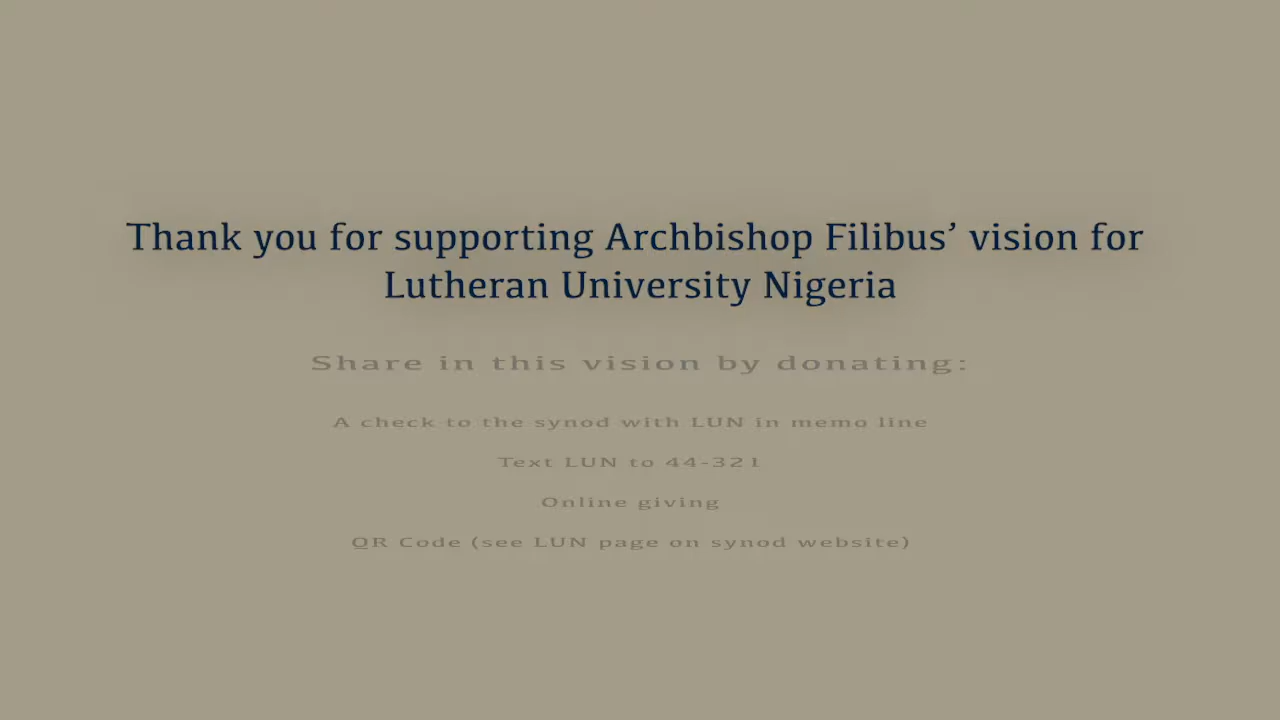 Thank you for supporting Archbishop Filibus’ vision for
Lutheran University Nigeria
Share in this vision by donating:
A check to the synod with LUN in memo line
Text LUN to 44-321
Online giving
QR Code (see LUN page on synod website)